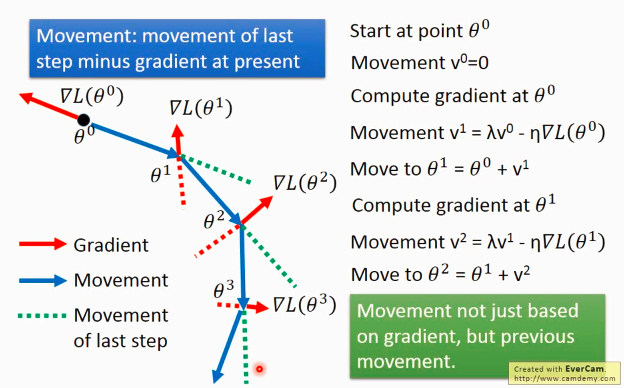 Movement: movement of last
step minus gradient at present
∇L(θ⁰)
θ⁰
∇L(θ¹)
θ¹
∇L(θ²)
θ²
θ³
∇L(θ³)
Gradient
Movement
Movement
of last step
Start at point θ⁰
Movement v⁰=0
Compute gradient at θ⁰
Movement v¹ = λv⁰ - η∇L(θ⁰)
Move to θ¹ = θ⁰ + v¹
Compute gradient at θ¹
Movement v² = λv¹ - η∇L(θ¹)
Move to θ² = θ¹ + v²
Movement not just based
on gradient, but previous
movement.
Created with EverCam.
http://www.camdemy.com